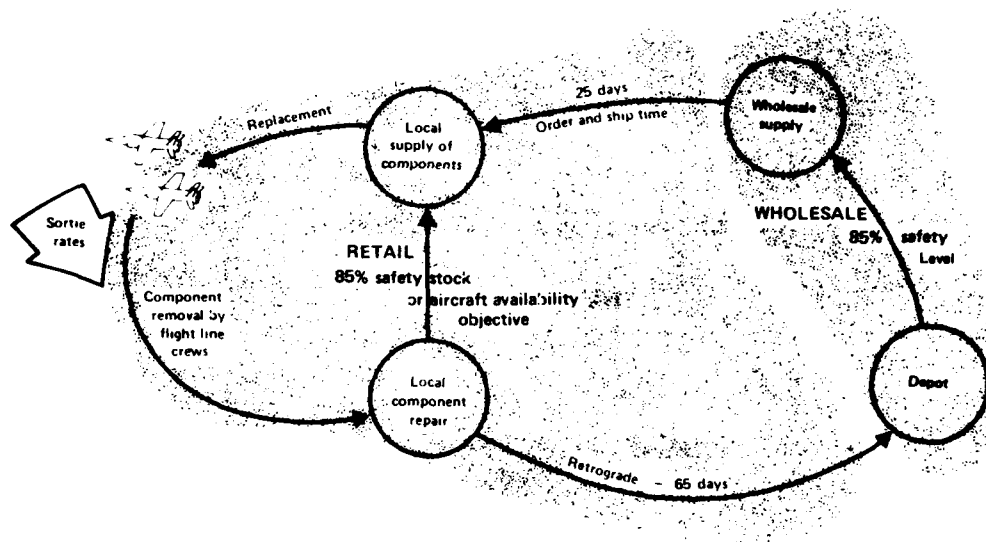 Replacement
Local
supply of
components
25 days
Order and ship time
Wholesale
supply
Sortie
rates
RETAIL
85% safety stock
or aircraft availability
objective
WHOLESALE
85% safety
Level
Component
removal by
flight line
crews
Local
component
repair
Depot
Retrograde – 65 days